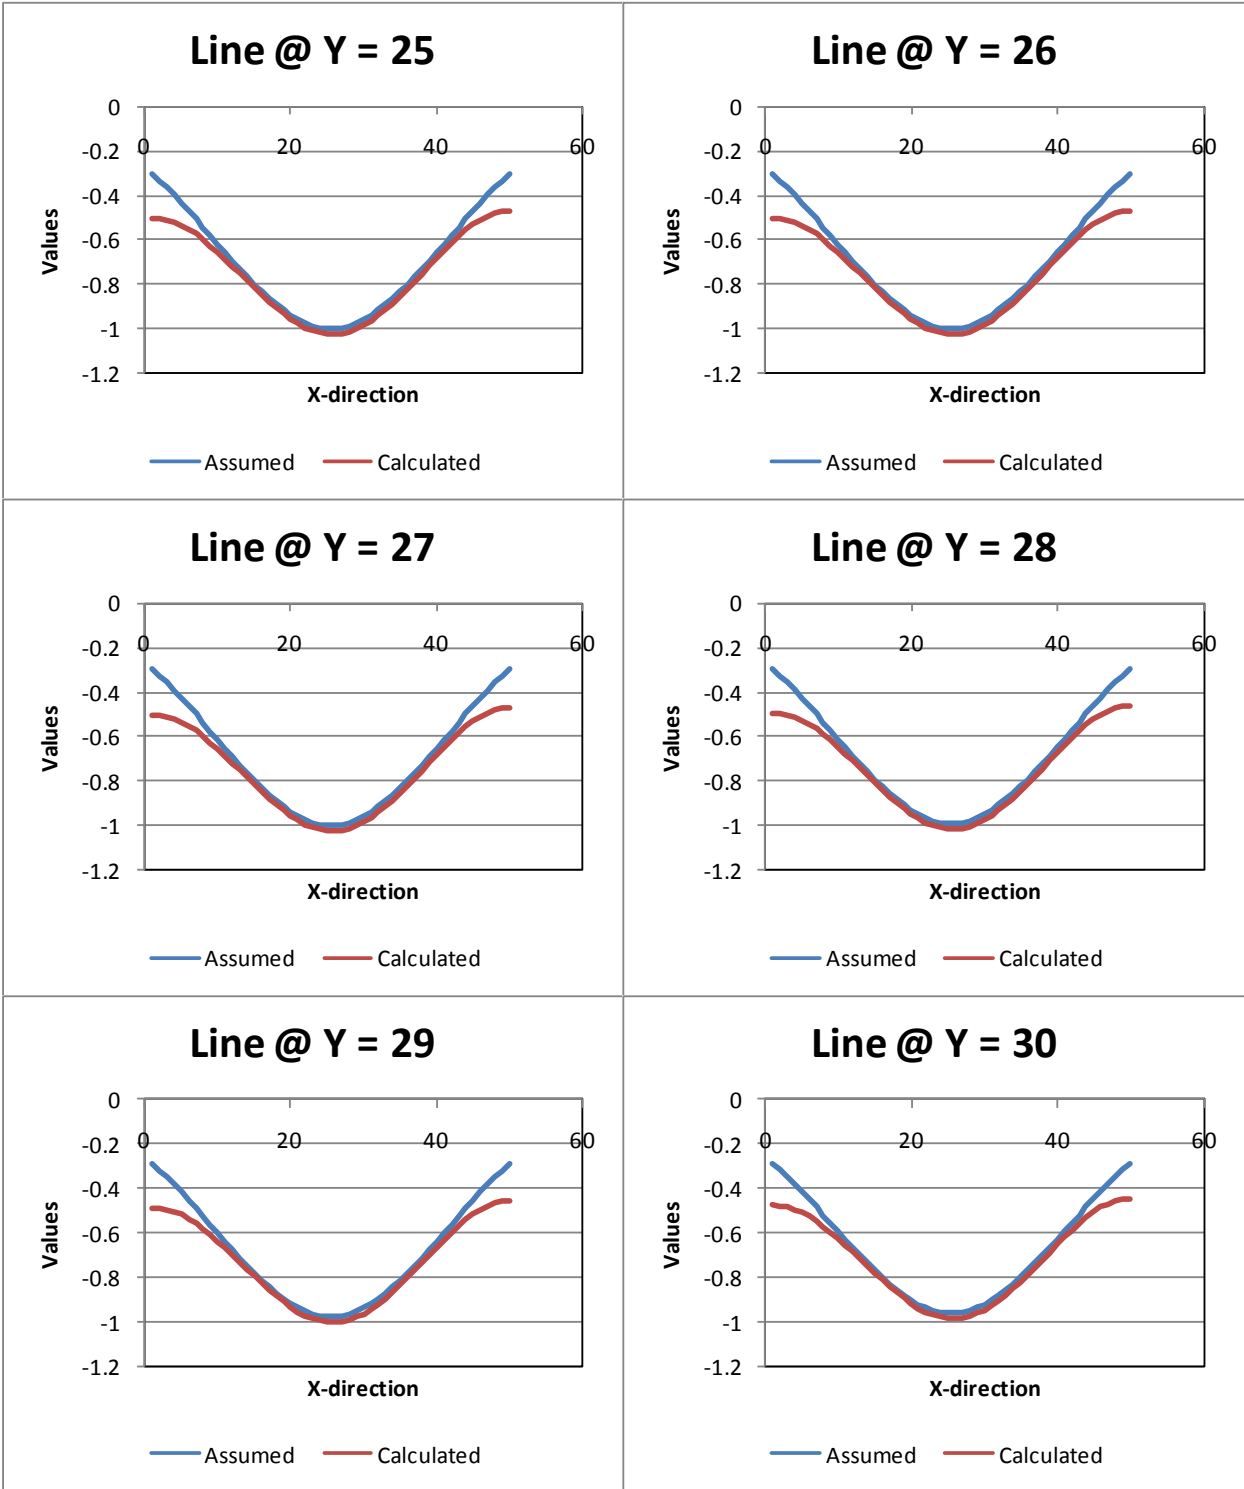 Line @ Y = 25
0
0 20 40 60
-0.2
-0.4
-0.6
-0.8
-1
-1.2
Values
X-direction
Assumed Calculated
Line @ Y = 26
0
0 20 40 60
-0.2
-0.4
-0.6
-0.8
-1
-1.2
Values
X-direction
Assumed Calculated
Line @ Y = 27
0
0 20 40 60
-0.2
-0.4
-0.6
-0.8
-1
-1.2
Values
X-direction
Assumed Calculated
Line @ Y = 28
0
0 20 40 60
-0.2
-0.4
-0.6
-0.8
-1
-1.2
Values
X-direction
Assumed Calculated
Line @ Y = 29
0
0 20 40 60
-0.2
-0.4
-0.6
-0.8
-1
-1.2
Values
X-direction
Assumed Calculated
Line @ Y = 30
0
0 20 40 60
-0.2
-0.4
-0.6
-0.8
-1
-1.2
Values
X-direction
Assumed Calculated